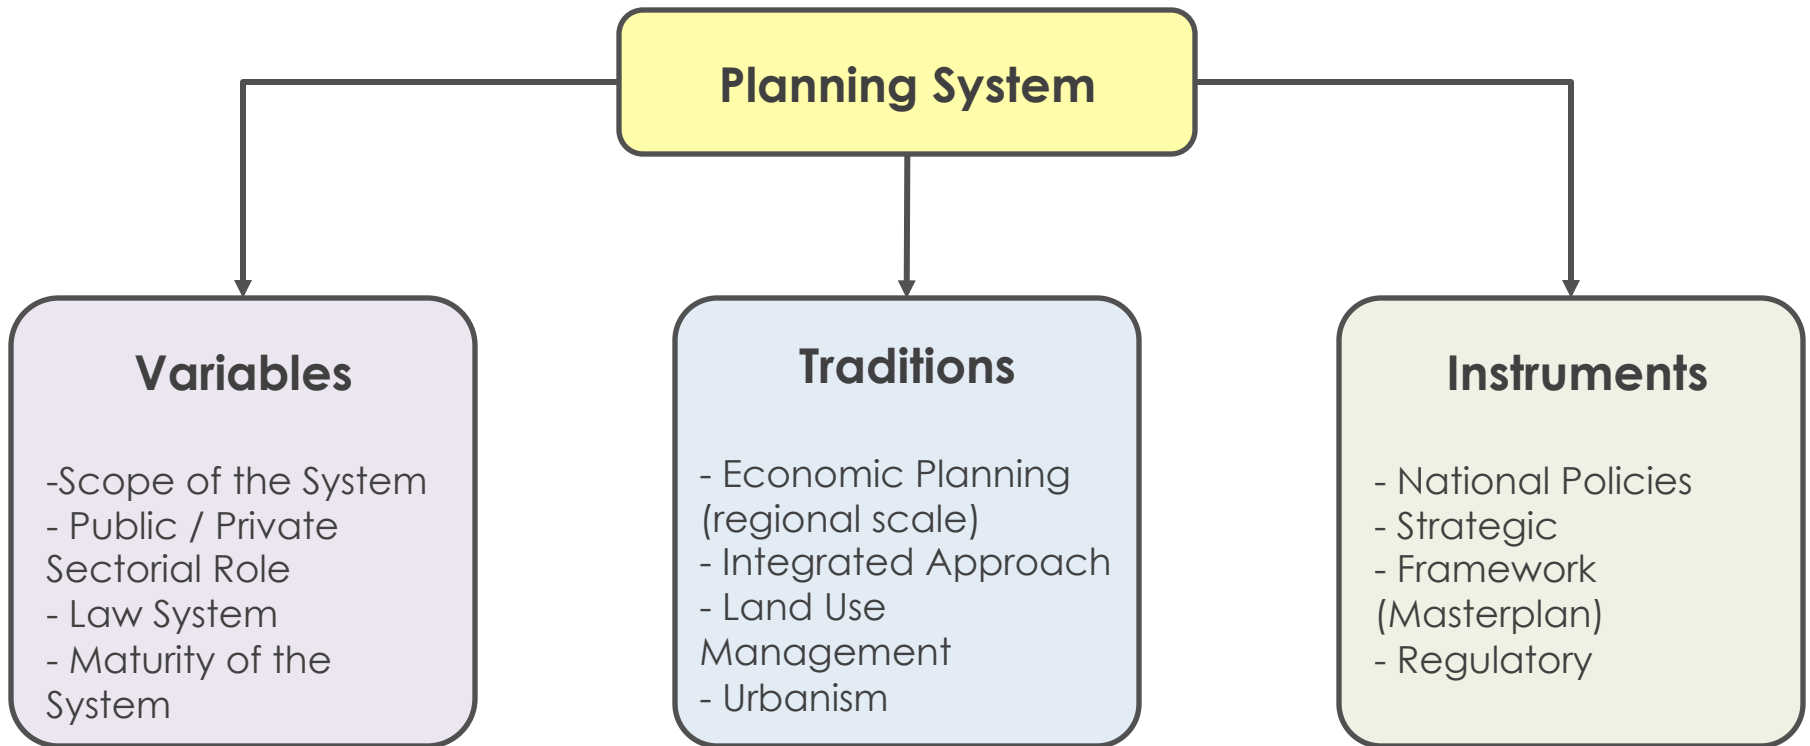 Planning System
Variables
-Scope of the System
- Public / Private
Sectorial Role
- Law System
- Maturity of the
System
Traditions
- Economic Planning
(regional scale)
- Integrated Approach
- Land Use
Management
- Urbanism
Instruments
- National Policies
- Strategic
- Framework
(Masterplan)
- Regulatory